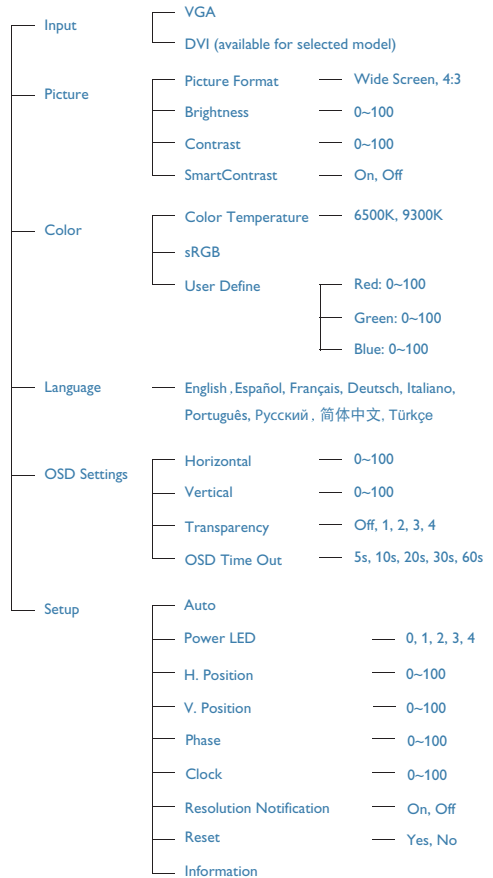 Input
VGA
DVI (available for selected model)
Picture
Picture Format
Wide Screen, 4:3
Brightness
0~100
Contrast
0~100
SmartContrast
On, Off
Color
Color Temperature
6500K, 9300K
sRGB
User Define
Red: 0~100
Green: 0~100
Blue: 0~100
Language
English , Español, Français, Deutsch, Italiano,
Português, Русский , 简体中文, Türkçe
OSD Settings
Horizontal
0~100
Vertical
0~100
Transparency
Off, 1, 2, 3, 4
OSD Time Out
5s, 10s, 20s, 30s, 60s
Setup
Auto
Power LED
0, 1, 2, 3, 4
H. Position
0~100
V. Position
0~100
Phase
0~100
Clock
0~100
Resolution Notification
On, Off
Reset
Yes, No
Information